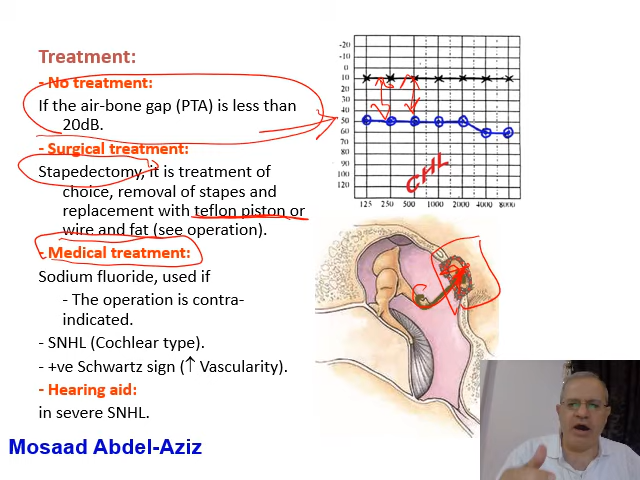 Treatment:
- No treatment:
If the air-bone gap (PTA) is less than
20dB.
- Surgical treatment:
Stapedectomy, it is treatment of
choice, removal of stapes and
replacement with teflon piston or
wire and fat (see operation).
- Medical treatment:
Sodium fluoride, used if
- The operation is contra-
indicated.
- SNHL (Cochlear type).
- +ve Schwartz sign (↑ Vascularity).
- Hearing aid:
in severe SNHL.
Mosaad Abdel-Aziz
-20
-10
0
10
20
30
40
50
60
70
80
90
100
120
125 250 500 1000 2000 4000 8000
CHL